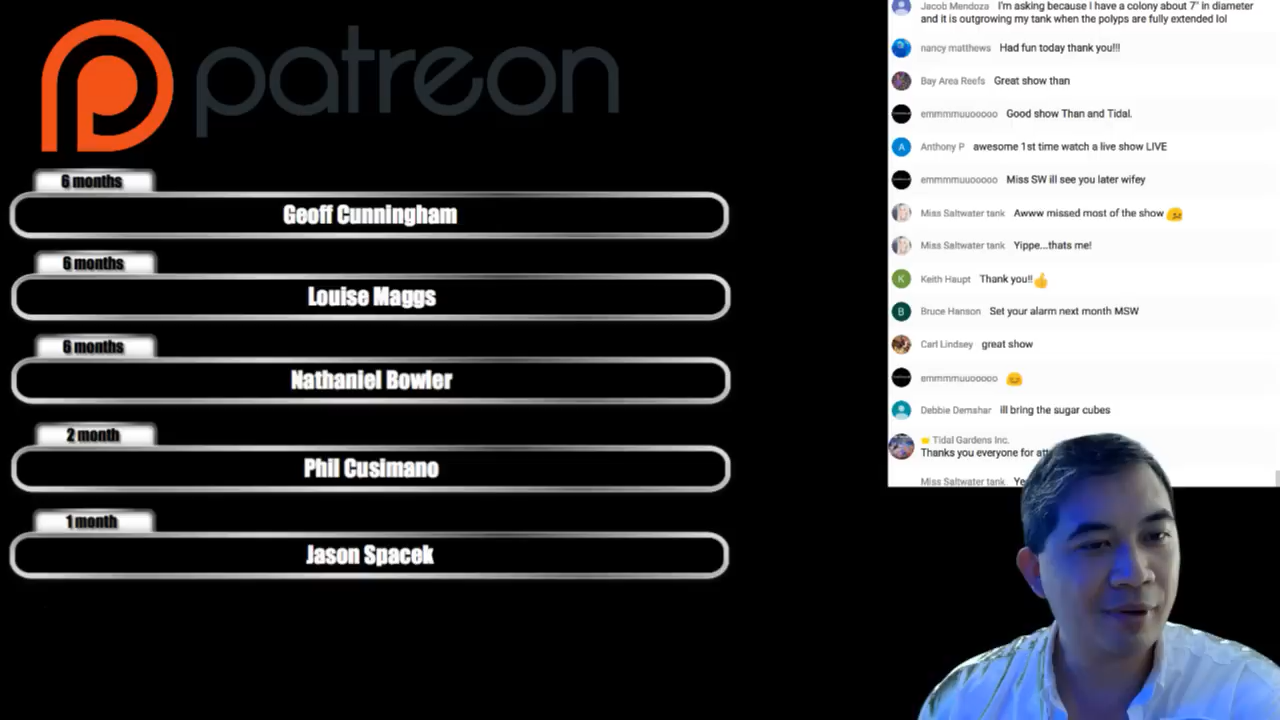 patreon
6 months
Geoff Cunningham
6 months
Louise Maggs
6 months
Nathaniel Bowler
2 month
Phil Cusimano
1 month
Jason Spacek
Jacob Mendoza I'm asking because i have a colony about 7" in diameter
and it is outgrowing my tank when the polyps are fully extended lol
nancy matthews Had fun today thank you!!!
Bay Area Reefs Great show than
emmmmuuooooo Good show Than and Tidal.
A Anthony P awesome 1st time watch a live show LIVE
emmmmuuooooo Miss SW ill see you later wifey
Miss Saltwater tank Awww missed most of the show
Miss Saltwater tank Yippe...thats me!
K Keith Haupt Thank you!!
B Bruce Hanson Set your alarm next month MSW
Carl Lindsey great show
emmmmuuooooo
Debbie Demshar ill bring the sugar cubes
Tidal Gardens Inc.
Thanks you everyone for
Miss Saltwater tank